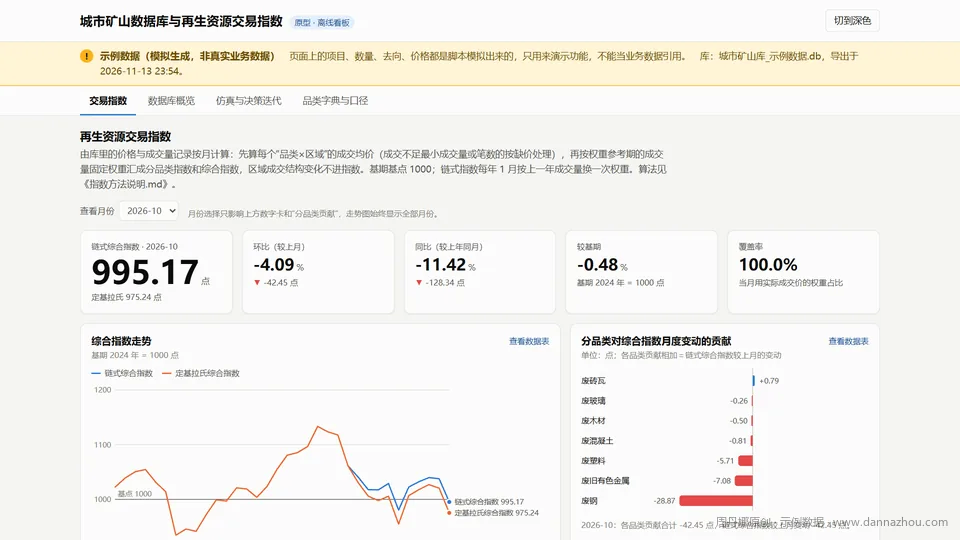 城市矿山数据库与再生资源交易指数 原型 · 离线看板 切到深色
! 示例数据（模拟生成，非真实业务数据） 页面上的项目、数量、去向、价格都是脚本模拟出来的，只用来演示功能，不能当业务数据引用。 库：城市矿山库_示例数据.db，导出于
2026-11-13 23:54。
交易指数 数据库概览 仿真与决策迭代 品类字典与口径
再生资源交易指数
由库里的价格与成交量记录按月计算：先算每个“品类×区域”的成交均价（成交不足最小成交量或笔数的按缺价处理），再按权重参考期的成交
量固定权重汇成分品类指数和综合指数，区域成交结构变化不进指数。基期基点 1000；链式指数每年 1 月按上一年成交量换一次权重。算法见
《指数方法说明.md》。
查看月份 2026-10 月份选择只影响上方数字卡和“分品类贡献”，走势图始终显示全部月份。
链式综合指数 · 2026-10
995.17 点
定基拉氏 975.24 点
环比（较上月）
-4.09 %
▼ -42.45 点
同比（较上年同月）
-11.42 %
▼ -128.34 点
较基期
-0.48 %
基期 2024 年 = 1000 点
覆盖率
100.0%
当月用实际成交价的权重占比
综合指数走势 查看数据表
基期 2024 年 = 1000 点
链式综合指数 定基拉氏综合指数
1200
1100
1000
基点 1000
链式综合指数 995.17
定基拉氏综合指数 975.24
分品类对综合指数月度变动的贡献 查看数据表
单位：点；各品类贡献相加 = 链式综合指数较上月的变动
废砖瓦 +0.79
废玻璃 -0.26
废木材 -0.50
废混凝土 -0.81
废塑料 -5.71
废旧有色金属 -7.08
废钢 -28.87
2026-10：各品类贡献合计 -42.45 点，链式综合指数较上月变动 -42.45 点。
图丹娜原创 · 示例数据 · www.dannazhou.com